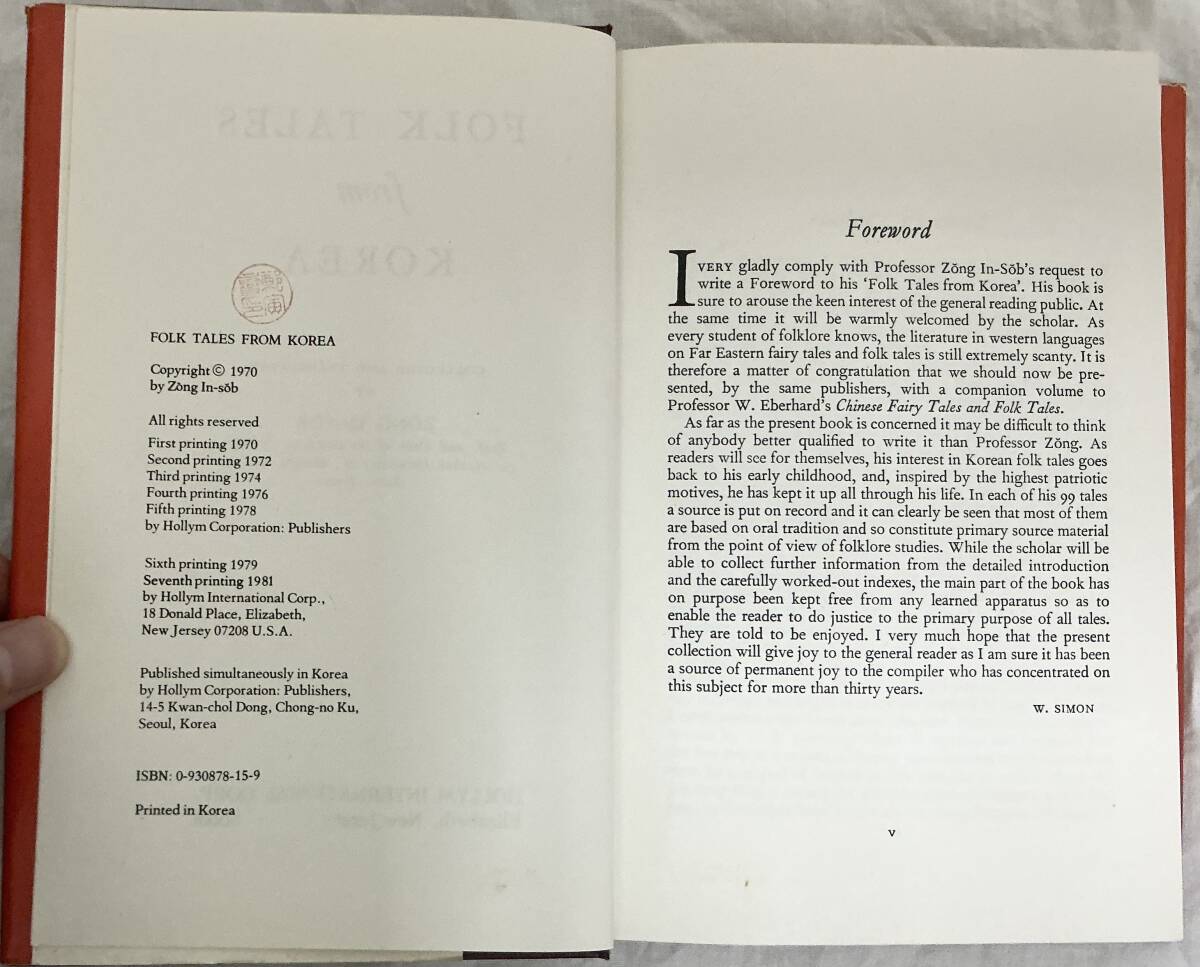 FOLK TALES FROM KOREA
Copyright © 1970
by Zŏng In-sŏb
All rights reserved
First printing 1970
Second printing 1972
Third printing 1974
Fourth printing 1976
Fifth printing 1978
by Hollym Corporation: Publishers
Sixth printing 1979
Seventh printing 1981
by Hollym International Corp.,
18 Donald Place, Elizabeth,
New Jersey 07208 U.S.A.
Published simultaneously in Korea
by Hollym Corporation: Publishers,
14-5 Kwan-chol Dong, Chong-no Ku,
Seoul, Korea
ISBN: 0-930878-15-9
Printed in Korea
Foreword
I VERY gladly comply with Professor Zŏng In-Sŏb's request to
write a Foreword to his 'Folk Tales from Korea'. His book is
sure to arouse the keen interest of the general reading public. At
the same time it will be warmly welcomed by the scholar. As
every student of folklore knows, the literature in western languages
on Far Eastern fairy tales and folk tales is still extremely scanty. It is
therefore a matter of congratulation that we should now be pre-
sented, by the same publishers, with a companion volume to
Professor W. Eberhard's Chinese Fairy Tales and Folk Tales.
As far as the present book is concerned it may be difficult to think
of anybody better qualified to write it than Professor Zŏng. As
readers will see for themselves, his interest in Korean folk tales goes
back to his early childhood, and, inspired by the highest patriotic
motives, he has kept it up all through his life. In each of his 99 tales
a source is put on record and it can clearly be seen that most of them
are based on oral tradition and so constitute primary source material
from the point of view of folklore studies. While the scholar will be
able to collect further information from the detailed introduction
and the carefully worked-out indexes, the main part of the book has
on purpose been kept free from any learned apparatus so as to
enable the reader to do justice to the primary purpose of all tales.
They are told to be enjoyed. I very much hope that the present
collection will give joy to the general reader as I am sure it has been
a source of permanent joy to the compiler who has concentrated on
this subject for more than thirty years.
W. SIMON
v